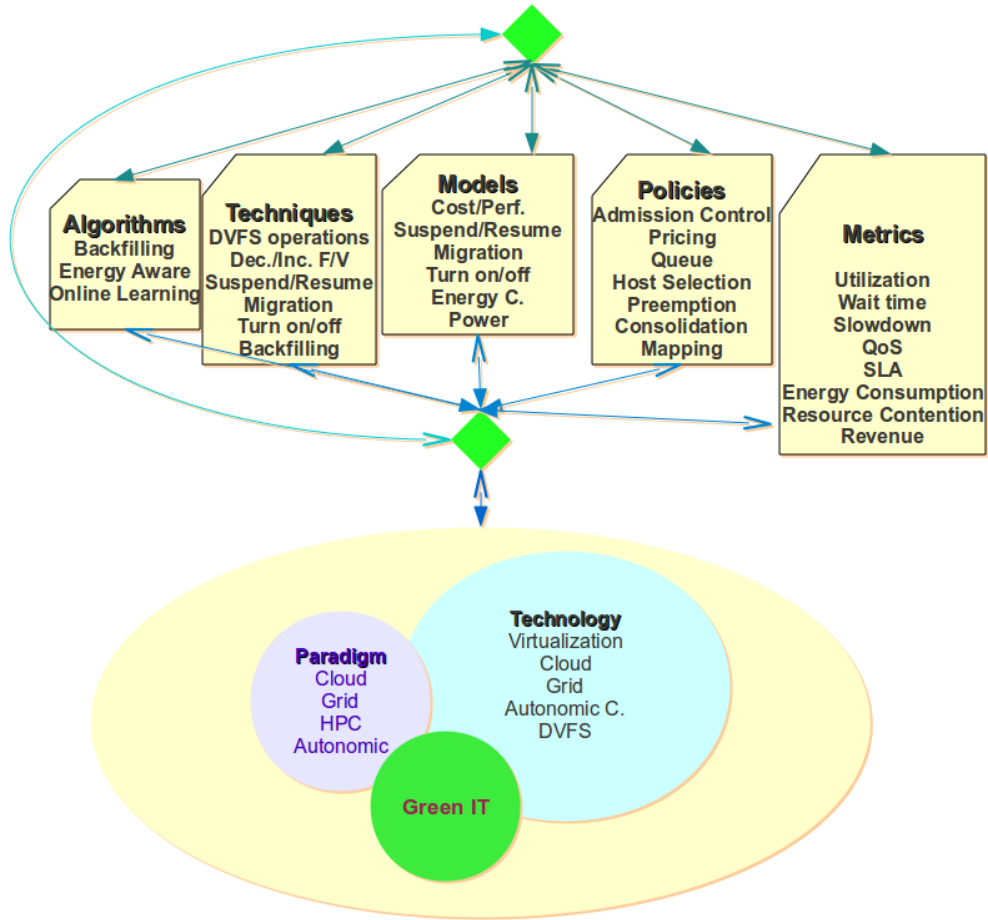 Algorithms
Backfilling
Energy Aware
Online Learning
Techniques
DVFS operations
Dec./Inc. F/V
Suspend/Resume
Migration
Turn on/off
Backfilling
Models
Cost/Perf.
Suspend/Resume
Migration
Turn on/off
Energy C.
Power
Policies
Admission Control
Pricing
Queue
Host Selection
Preemption
Consolidation
Mapping
Metrics
Utilization
Wait time
Slowdown
QoS
SLA
Energy Consumption
Resource Contention
Revenue
Paradigm
Cloud
Grid
HPC
Autonomic
Technology
Virtualization
Cloud
Grid
Autonomic C.
DVFS
Green IT